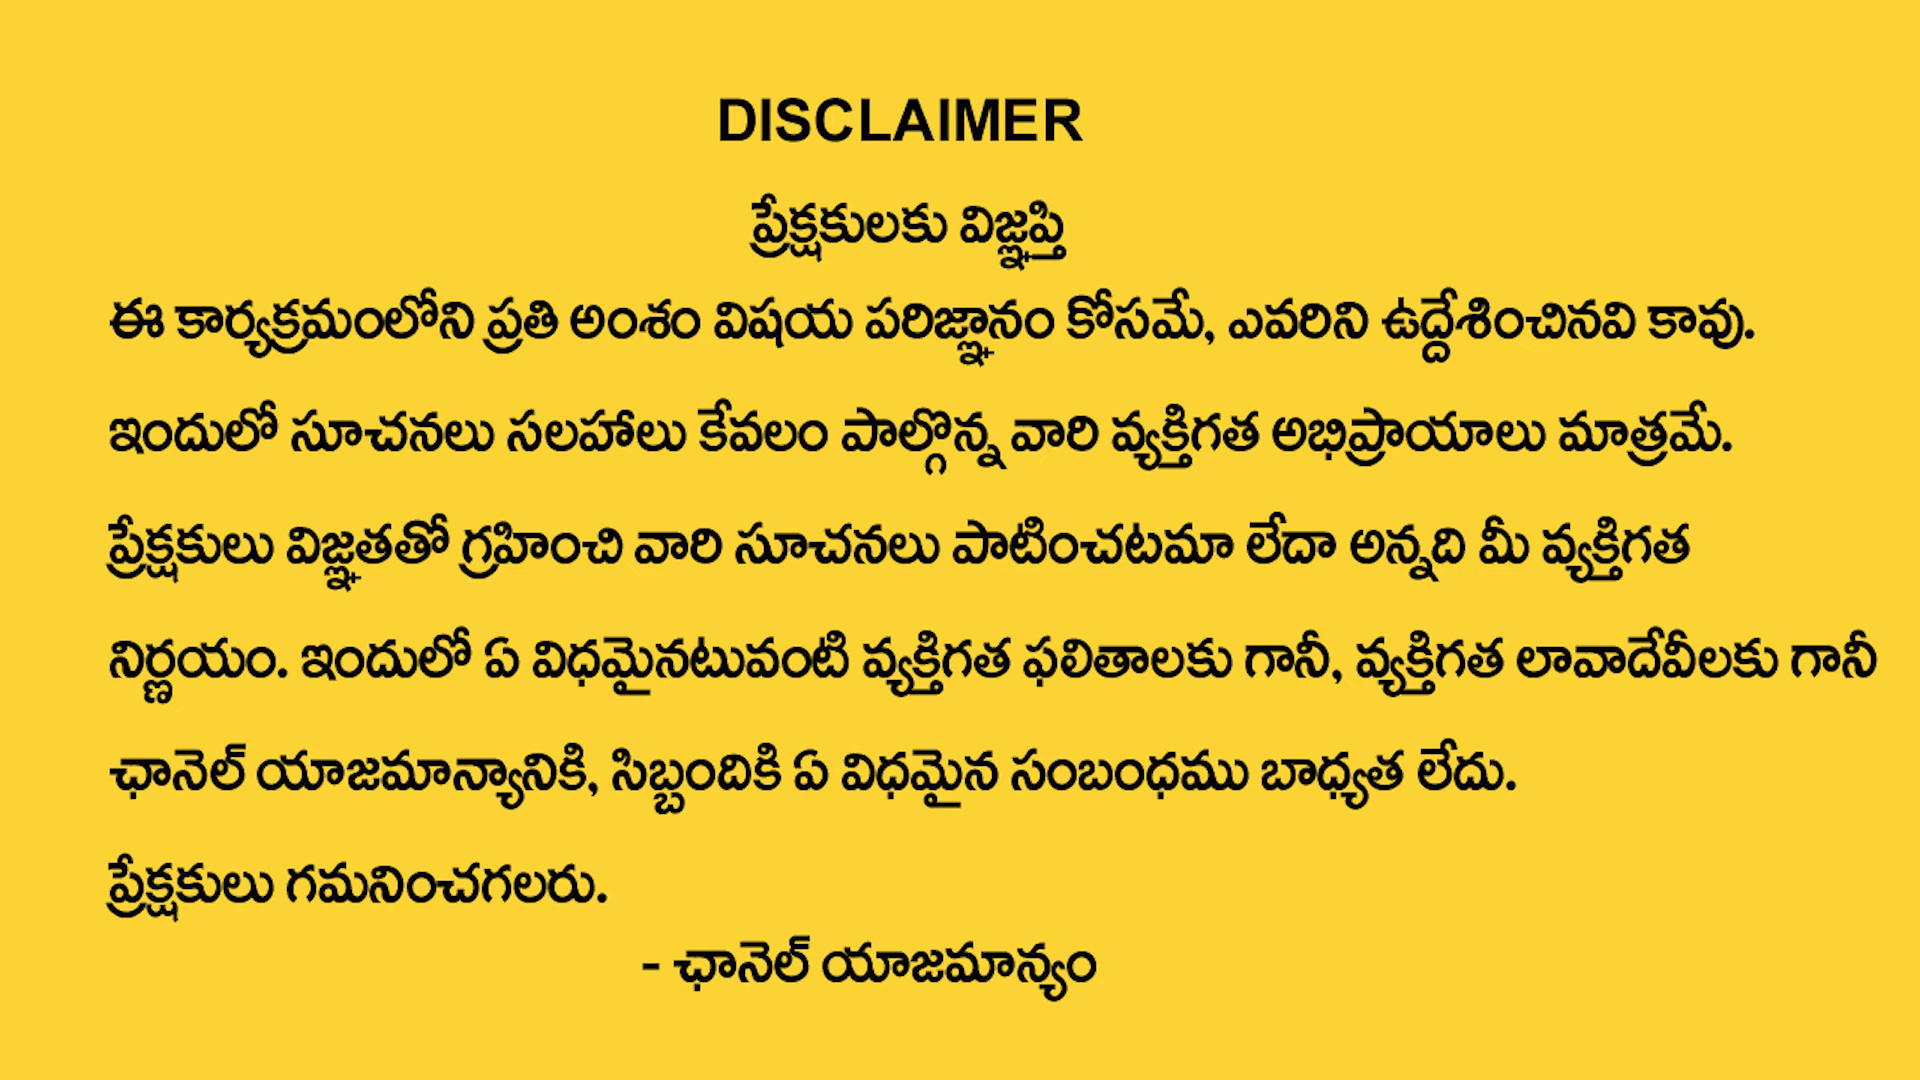 DISCLAIMER
ప్రేక్షకులకు విజ్ఞప్తి
ఈ కార్యక్రమంలోని ప్రతి అంశం విషయ పరిజ్ఞానం కోసమే, ఎవరిని ఉద్దేశించినవి కావు.
ఇందులో సూచనలు సలహాలు కేవలం పాల్గొన్న వారి వ్యక్తిగత అభిప్రాయాలు మాత్రమే.
ప్రేక్షకులు విజ్ఞతతో గ్రహించి వారి సూచనలు పాటించటమా లేదా అన్నది మీ వ్యక్తిగత
నిర్ణయం. ఇందులో ఏ విధమైనటువంటి వ్యక్తిగత ఫలితాలకు గానీ, వ్యక్తిగత లావాదేవీలకు గానీ
ఛానెల్ యాజమాన్యానికి, సిబ్బందికి ఏ విధమైన సంబంధము బాధ్యత లేదు.
ప్రేక్షకులు గమనించగలరు.
- ఛానెల్ యాజమాన్యం